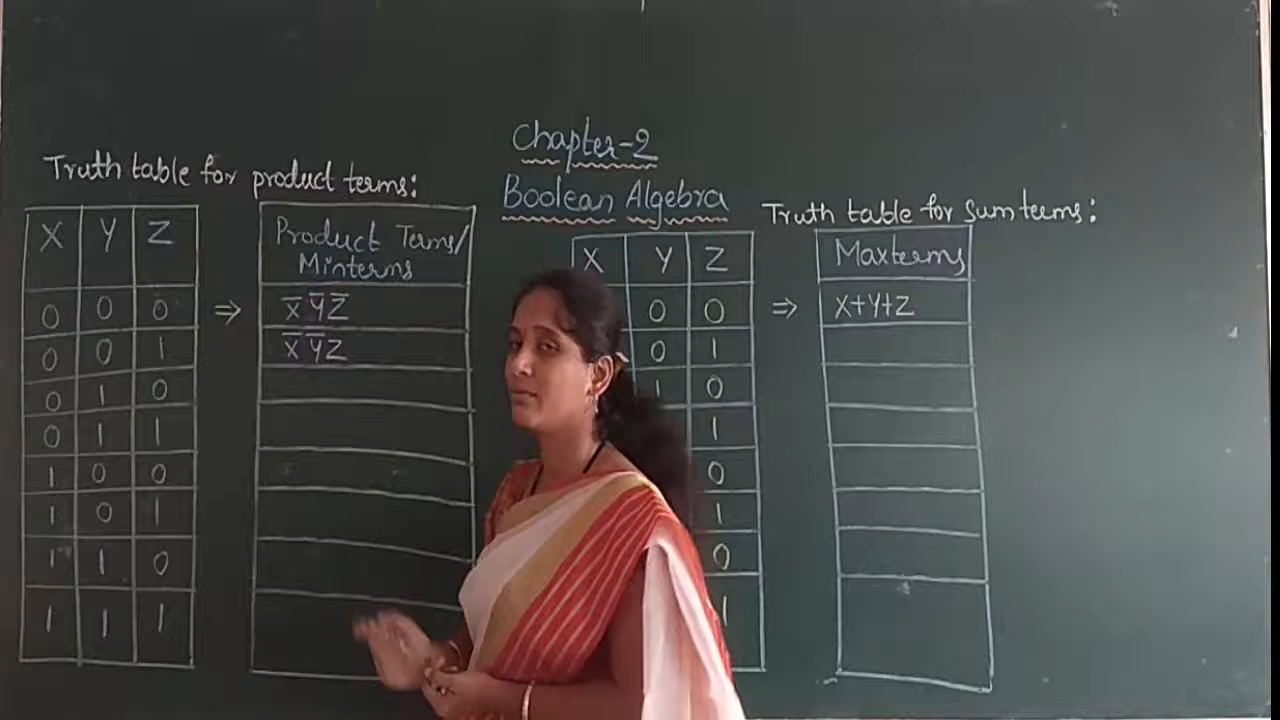 Chapter-2
Boolean Algebra
Truth table for product terms:
X Y Z
Product Terms/
Minterms
0 0 0 ⇒ X̅ Y̅ Z̅
0 0 1 X̅ Y̅ Z
0 1 0
0 1 1
1 0 0
1 0 1
1 1 0
1 1 1
Truth table for Sum terms:
X Y Z Maxterms
0 0 ⇒ X+Y+Z
0 1
1 0
1
0
1
0
1